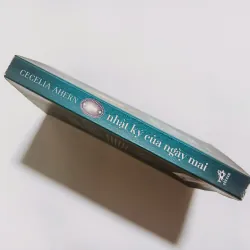 CECELIA AHERN
nhật ký của ngày mai